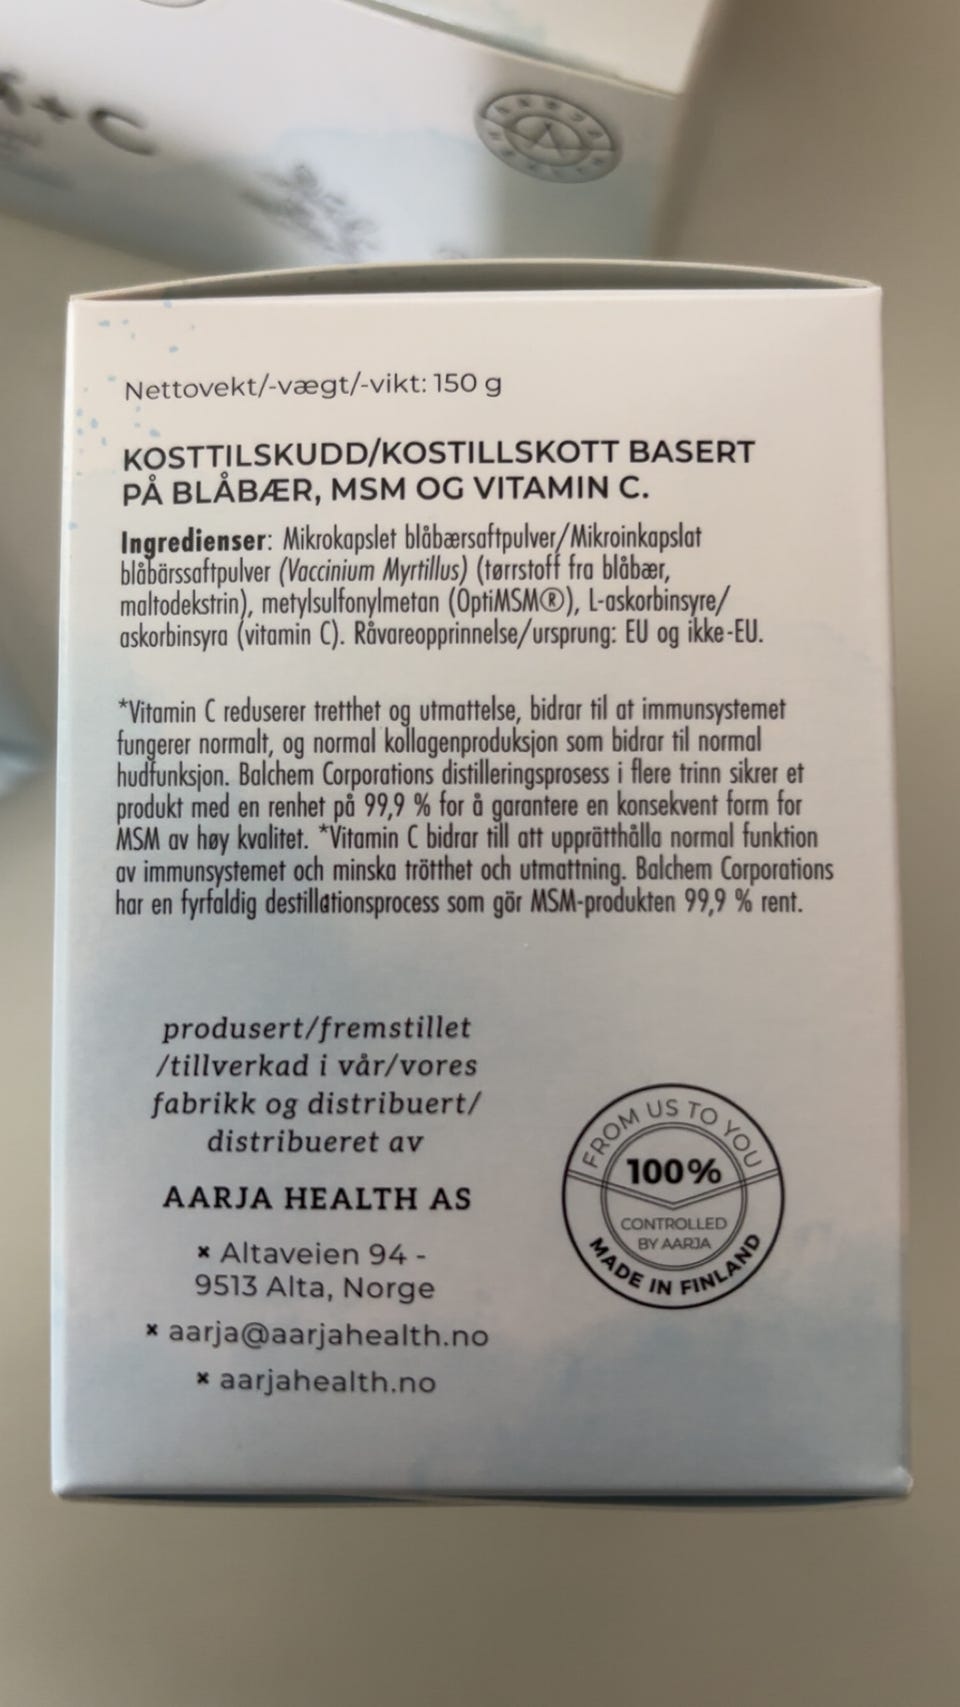 +C
Nettovekt/-vægt/-vikt: 150 g
KOSTTILSKUDD/KOSTILLSKOTT BASERT
PÅ BLÅBÆR, MSM OG VITAMIN C.
Ingredienser: Mikrokapslet blåbærsaftpulver/Mikroinkapslat
blåbärssaftpulver (Vaccinium Myrtillus) (tørrstoff fra blåbær,
maltodekstrin), metylsulfonylmetan (OptiMSM®), L-askorbinsyre/
askorbinsyra (vitamin C). Råvareopprinnelse/ursprung: EU og ikke-EU.
*Vitamin C reduserer tretthet og utmattelse, bidrar til at immunsystemet
fungerer normalt, og normal kollagenproduksjon som bidrar til normal
hudfunksjon. Balchem Corporations distilleringsprosess i flere trinn sikrer et
produkt med en renhet på 99,9 % for å garantere en konsekvent form for
MSM av høy kvalitet. *Vitamin C bidrar till att upprätthålla normal funktion
av immunsystemet och minska trötthet och utmattning. Balchem Corporations
har en fyrfaldig destillationsprocess som gör MSM-produkten 99,9 % rent.
produsert/fremstillet
/tillverkad i vår/vores
fabrikk og distribuert/
distribueret av
AARJA HEALTH AS
× Altaveien 94 -
9513 Alta, Norge
× aarja@aarjahealth.no
× aarjahealth.no
FROM US TO YOU
100%
CONTROLLED
BY AARJA
MADE IN FINLAND